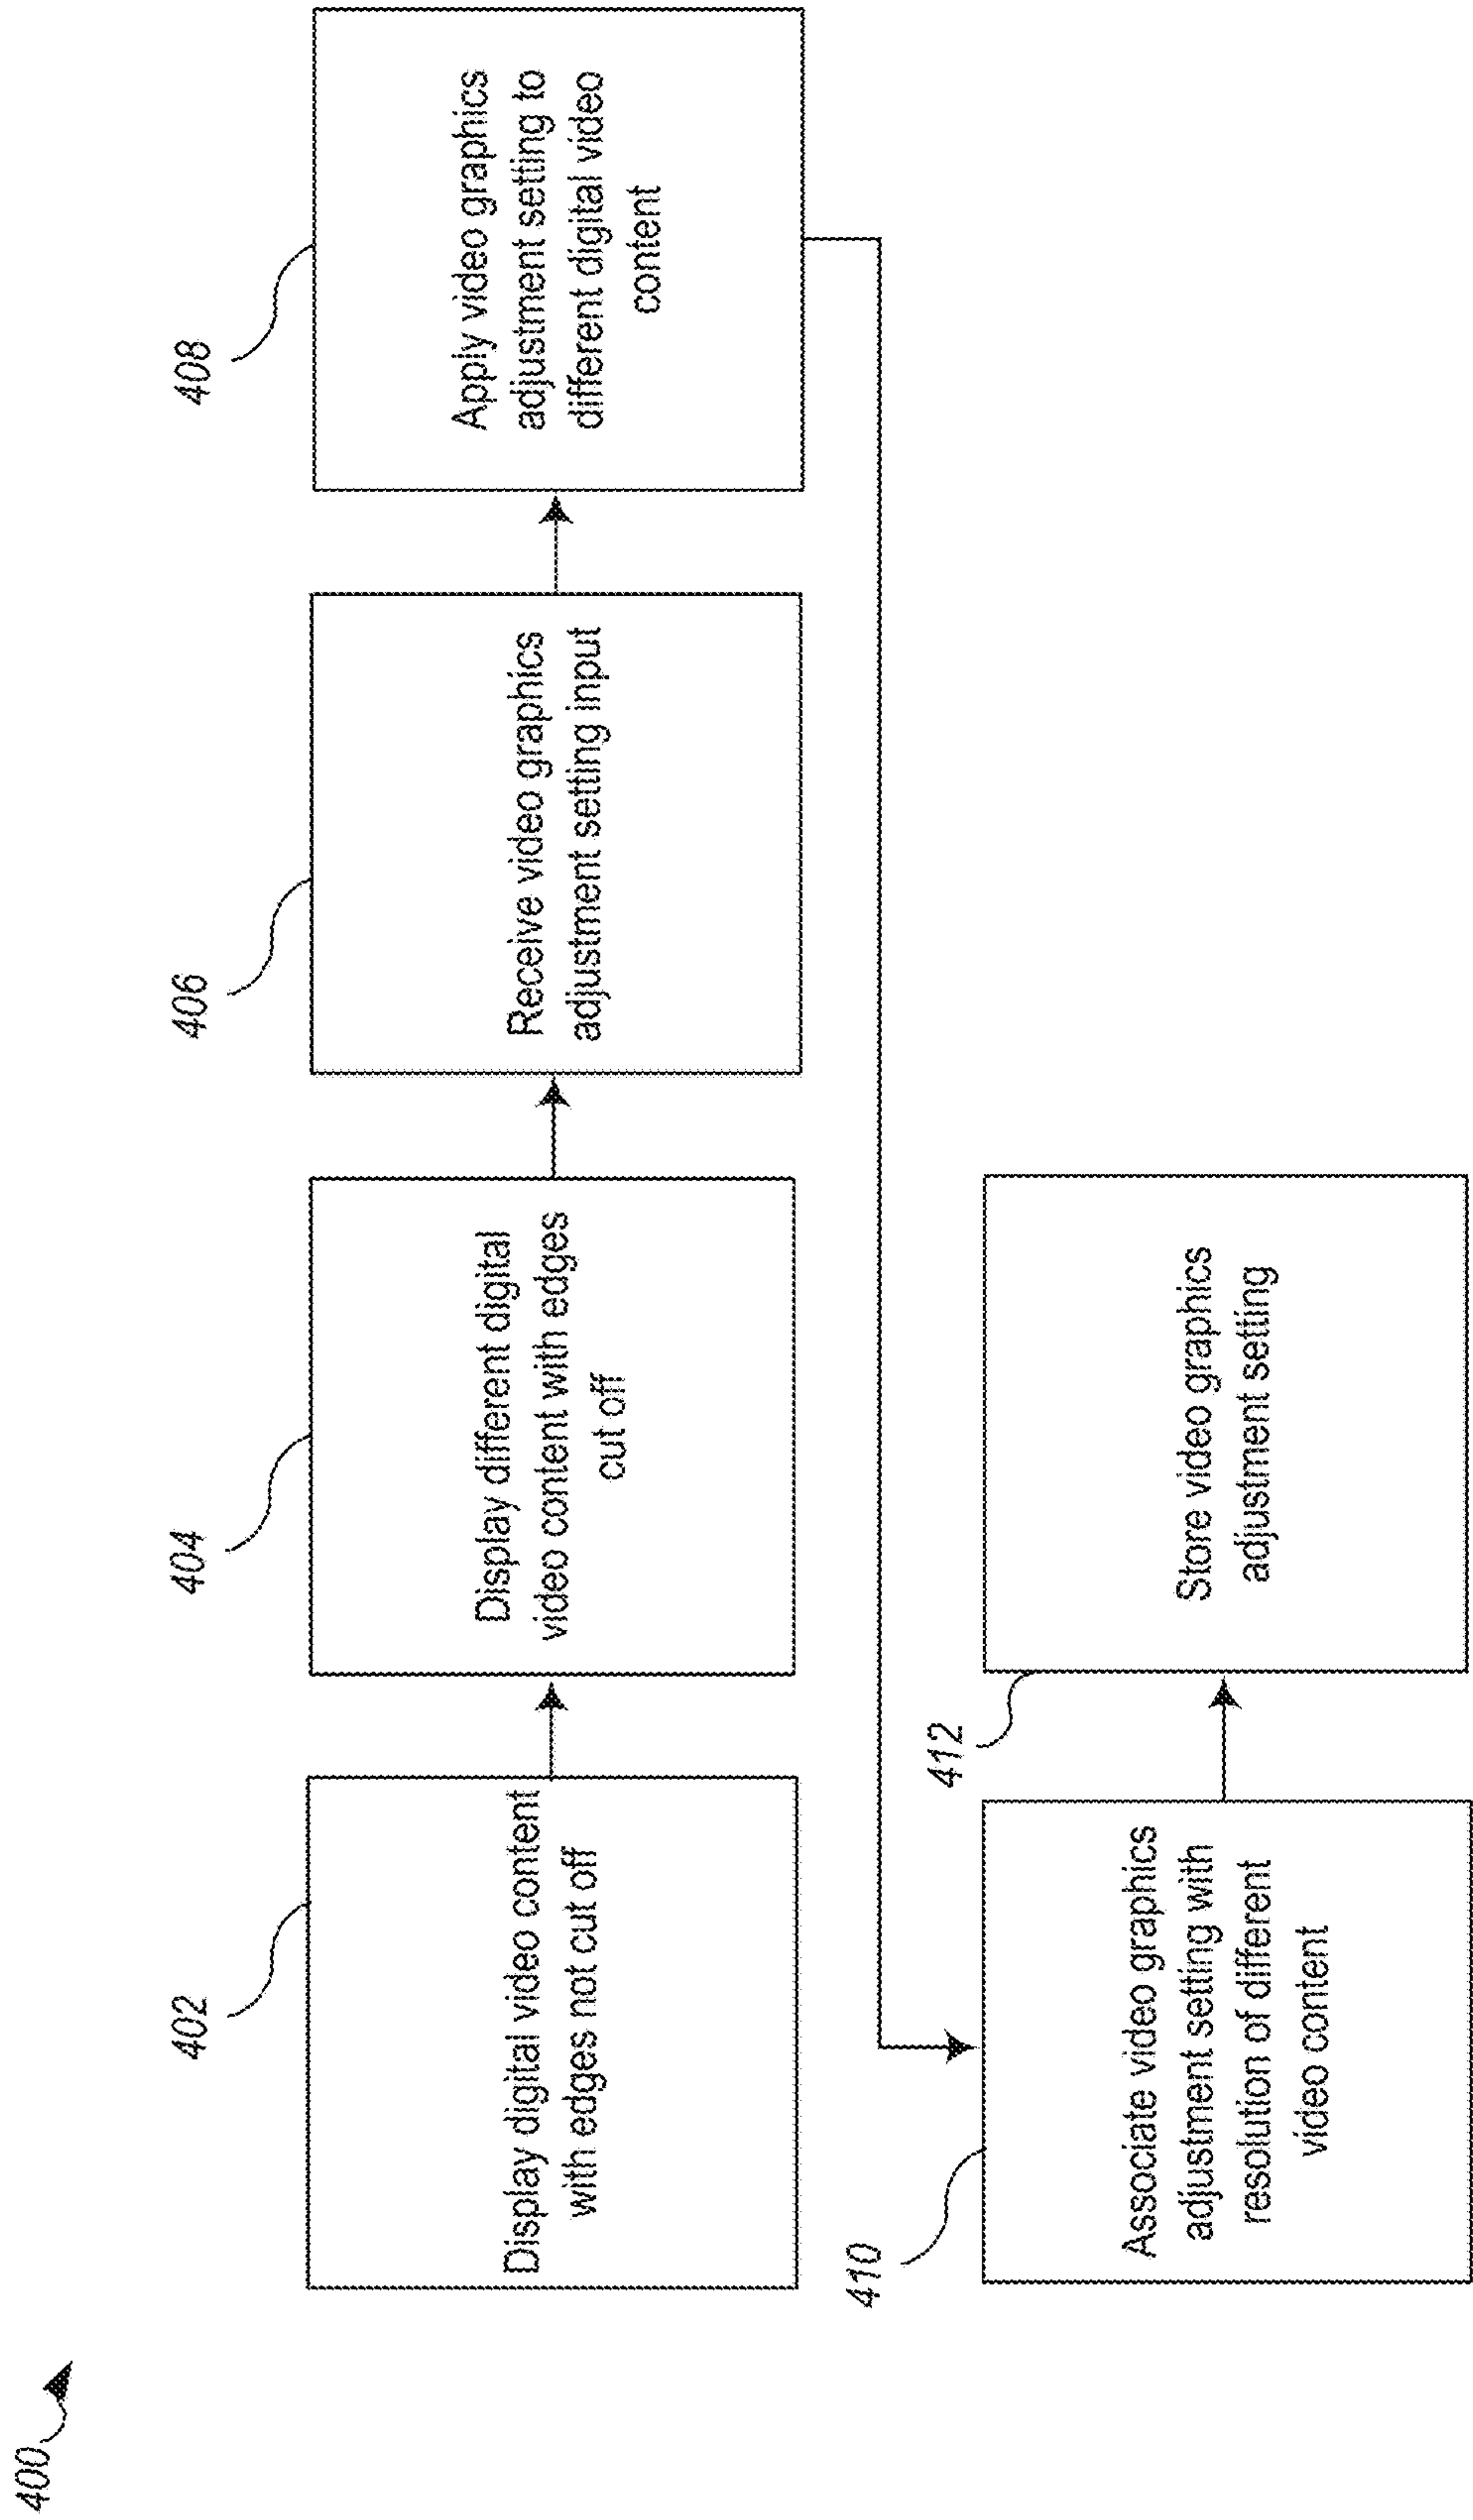 400
402
Display digital video content
with edges not cut off
404
Display different digital
video content with edges
cut off
406
Receive video graphics
adjustment setting input
408
Apply video graphics
adjustment setting to
different digital video
content
410
Associate video graphics
adjustment setting with
resolution of different
video content
412
Store video graphics
adjustment setting